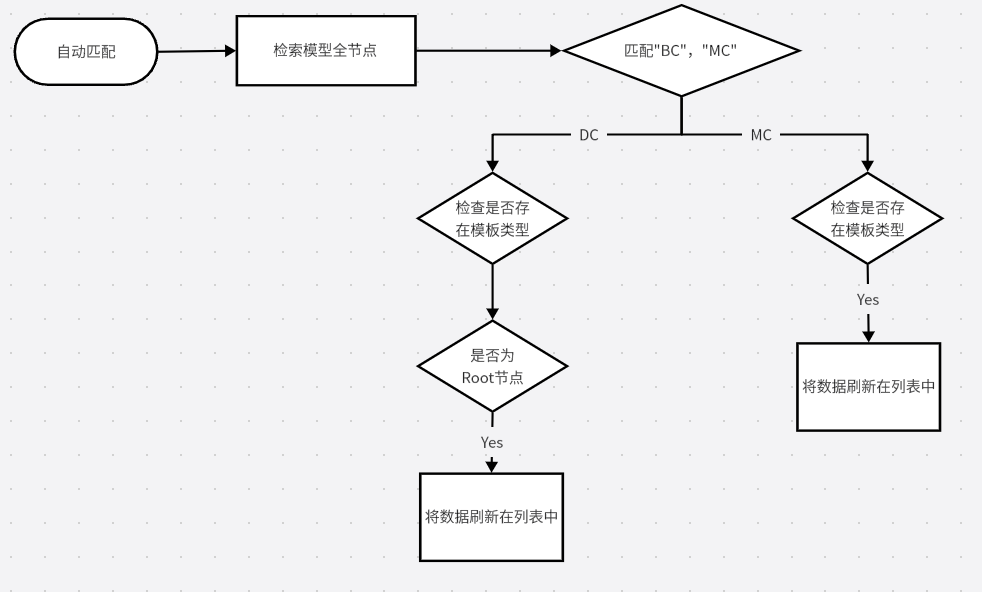 自动匹配
检索模型全节点
匹配"BC"，"MC"
DC
MC
检查是否存
在模板类型
检查是否存
在模板类型
Yes
是否为
Root节点
将数据刷新在列表中
Yes
将数据刷新在列表中